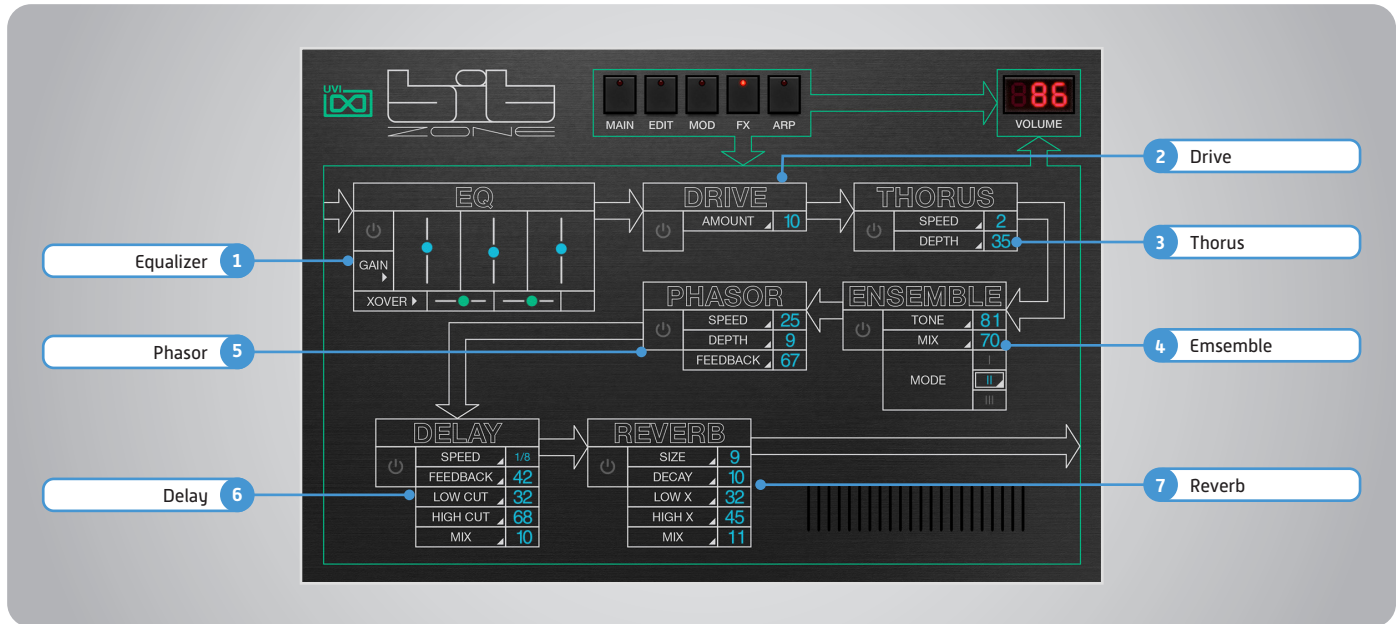 UVI
bit
ZONE
MAIN EDIT MOD FX ARP
86
VOLUME
2 Drive
EQ
GAIN
XOVER
DRIVE
AMOUNT 10
THORUS
SPEED 2
DEPTH 35
Equalizer 1
3 Thorus
PHASOR
SPEED 25
DEPTH 9
FEEDBACK 67
ENSEMBLE
TONE 81
MIX 70
MODE
I
II
III
Phasor 5
4 Emsemble
DELAY
SPEED 1/8
FEEDBACK 42
LOW CUT 32
HIGH CUT 68
MIX 10
REVERB
SIZE 9
DECAY 10
LOW X 32
HIGH X 45
MIX 11
Delay 6
7 Reverb